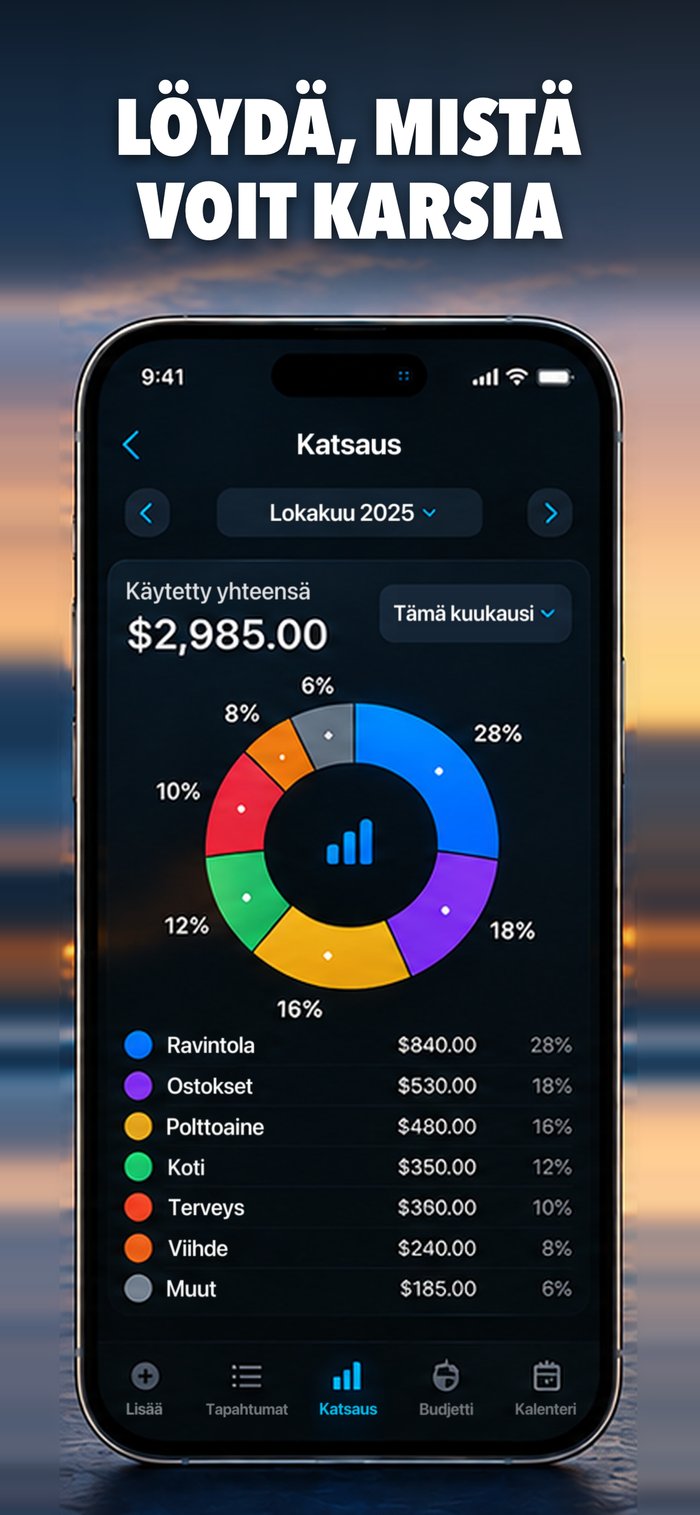 LÖYDÄ, MISTÄ
VOIT KARSIA
9:41
Katsaus
Lokakuu 2025
Käytetty yhteensä
$2,985.00
Tämä kuukausi
6%
8%
28%
10%
12%
18%
16%
Ravintola $840.00 28%
Ostokset $530.00 18%
Polttoaine $480.00 16%
Koti $350.00 12%
Terveys $360.00 10%
Viihde $240.00 8%
Muut $185.00 6%
Lisää Tapahtumat Katsaus Budjetti Kalenteri